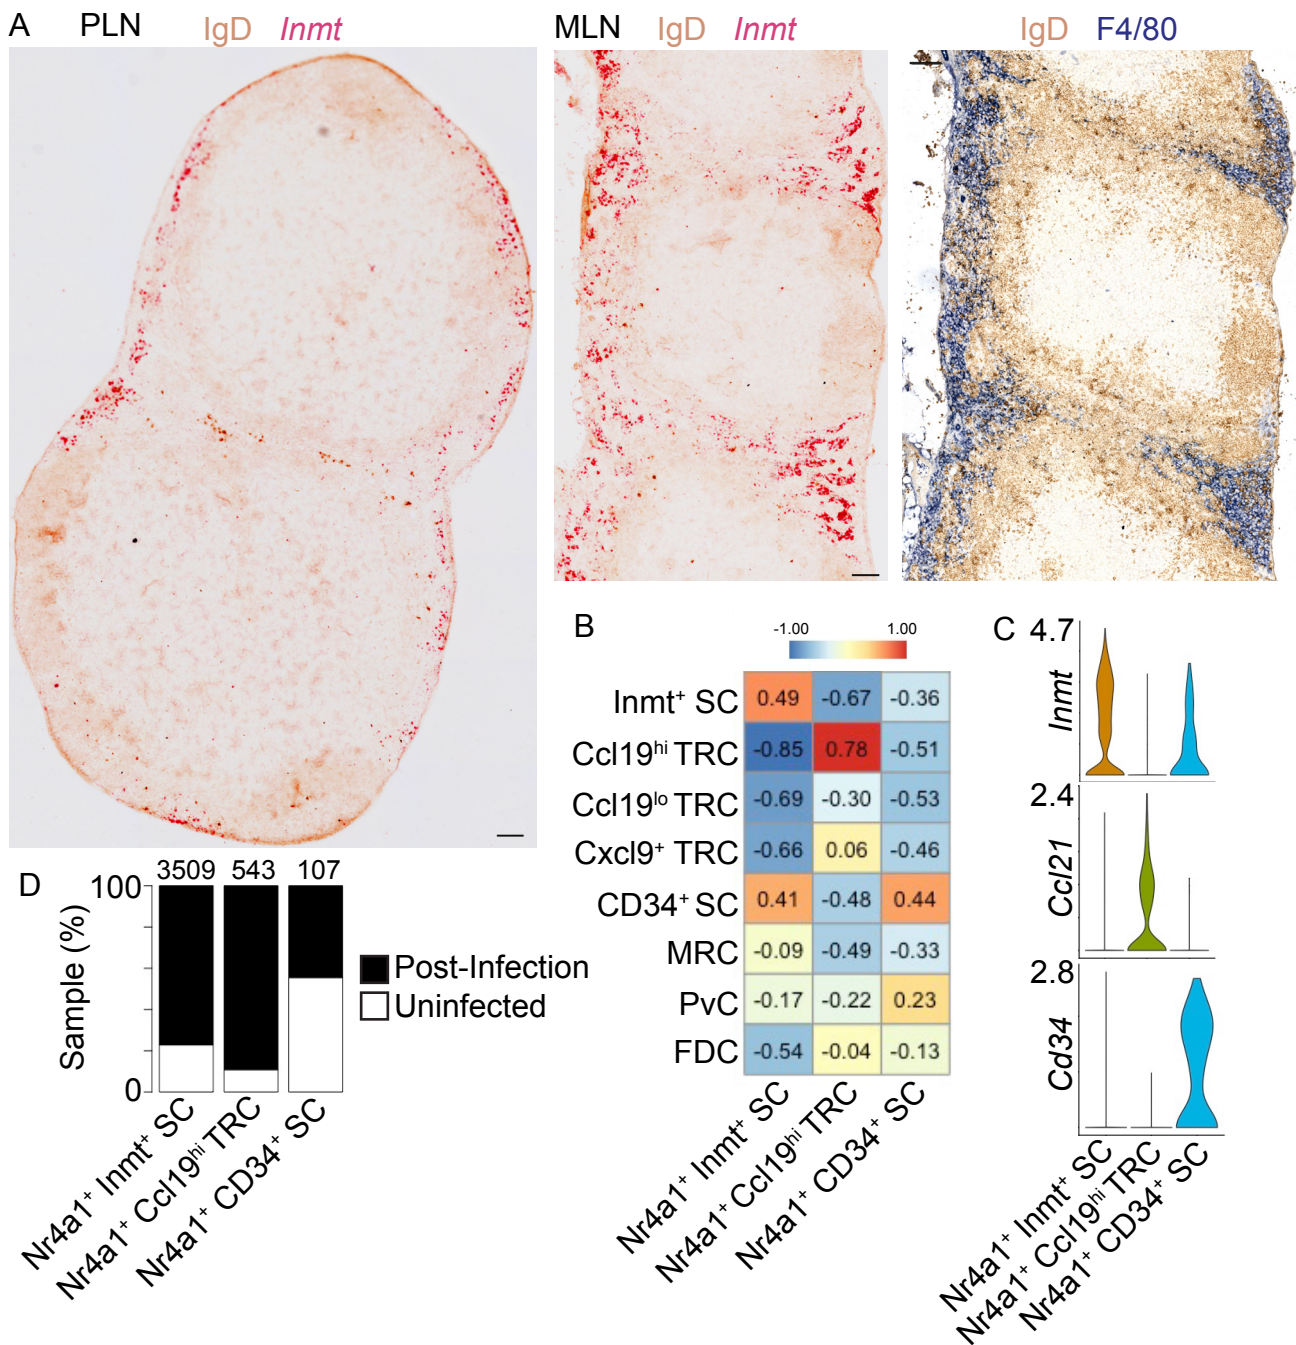 A PLN IgD Inmt MLN IgD Inmt IgD F4/80
B
-1.00 1.00
Inmt⁺ SC 0.49 -0.67 -0.36
Ccl19ʰⁱ TRC -0.85 0.78 -0.51
Ccl19ˡᵒ TRC -0.69 -0.30 -0.53
Cxcl9⁺ TRC -0.66 0.06 -0.46
CD34⁺ SC 0.41 -0.48 0.44
MRC -0.09 -0.49 -0.33
PvC -0.17 -0.22 0.23
FDC -0.54 -0.04 -0.13
Nr4a1⁺ Inmt⁺ SC
Nr4a1⁺ Ccl19ʰⁱ TRC
Nr4a1⁺ CD34⁺ SC
C 4.7
Inmt
2.4
Ccl21
2.8
Cd34
Nr4a1⁺ Inmt⁺ SC
Nr4a1⁺ Ccl19ʰⁱ TRC
Nr4a1⁺ CD34⁺ SC
D
3509 543 107
100
Sample (%)
0
Post-Infection
Uninfected
Nr4a1⁺ Inmt⁺ SC
Nr4a1⁺ Ccl19ʰⁱ TRC
Nr4a1⁺ CD34⁺ SC